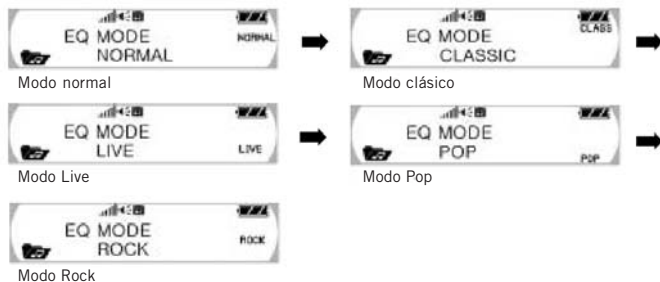 EQ MODE NORMAL
NORMAL
Modo normal
EQ MODE CLASS
CLASSIC
Modo clásico
EQ MODE
LIVE LIVE
Modo Live
EQ MODE
POP POP
Modo Pop
EQ MODE ROCK
ROCK
Modo Rock